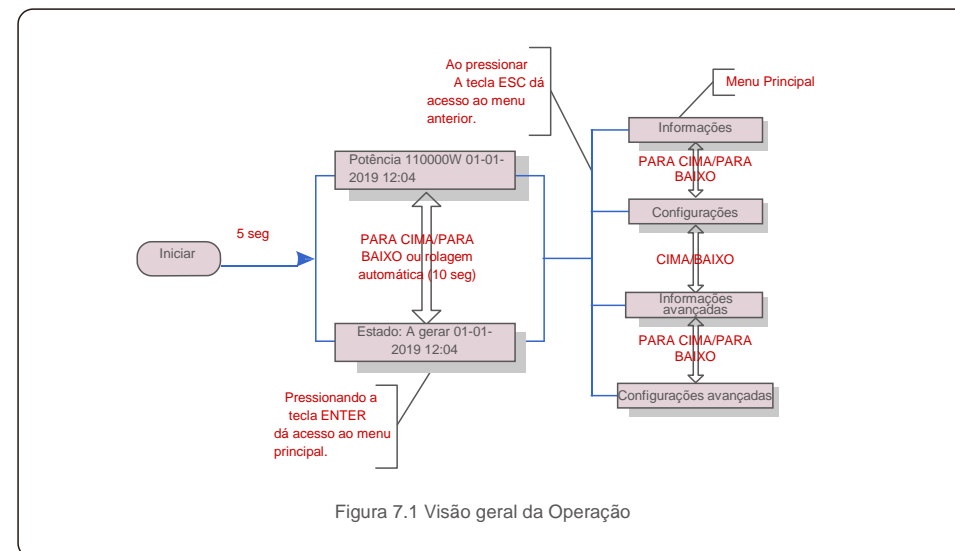 Ao pressionar
A tecla ESC dá
acesso ao menu
anterior.
Menu Principal
Informações
PARA CIMA/PARA
BAIXO
Configurações
CIMA/BAIXO
Informações
avançadas
PARA CIMA/PARA
BAIXO
Configurações avançadas
Potência 110000W 01-01-
2019 12:04
5 seg
Iniciar
PARA CIMA/PARA
BAIXO ou rolagem
automática (10 seg)
Estado: A gerar 01-01-
2019 12:04
Pressionando a
tecla ENTER
dá acesso ao menu
principal.
Figura 7.1 Visão geral da Operação